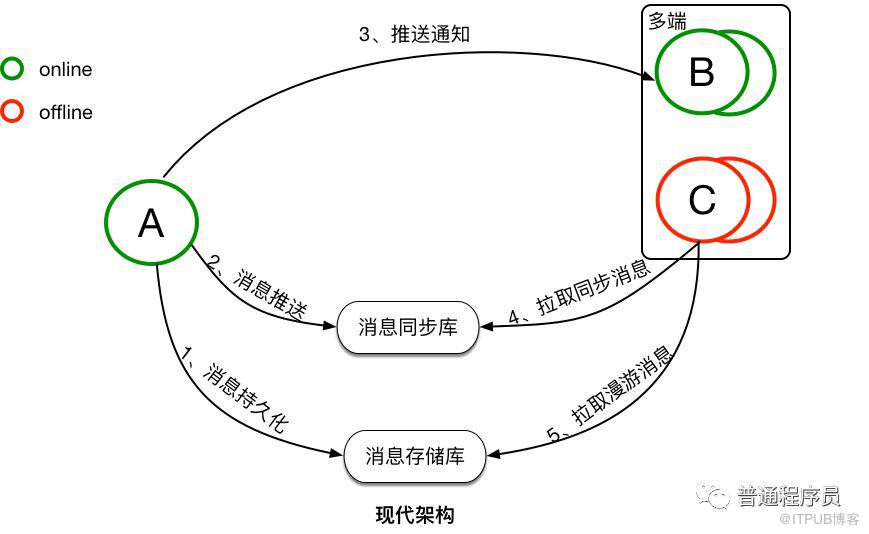 3、推送通知
多端
online
B
offline
A
C
2、消息推送
4、拉取同步消息
消息同步库
1、消息持久化
5、拉取漫游消息
消息存储库
现代架构
普通程序员
@ITPUB博客